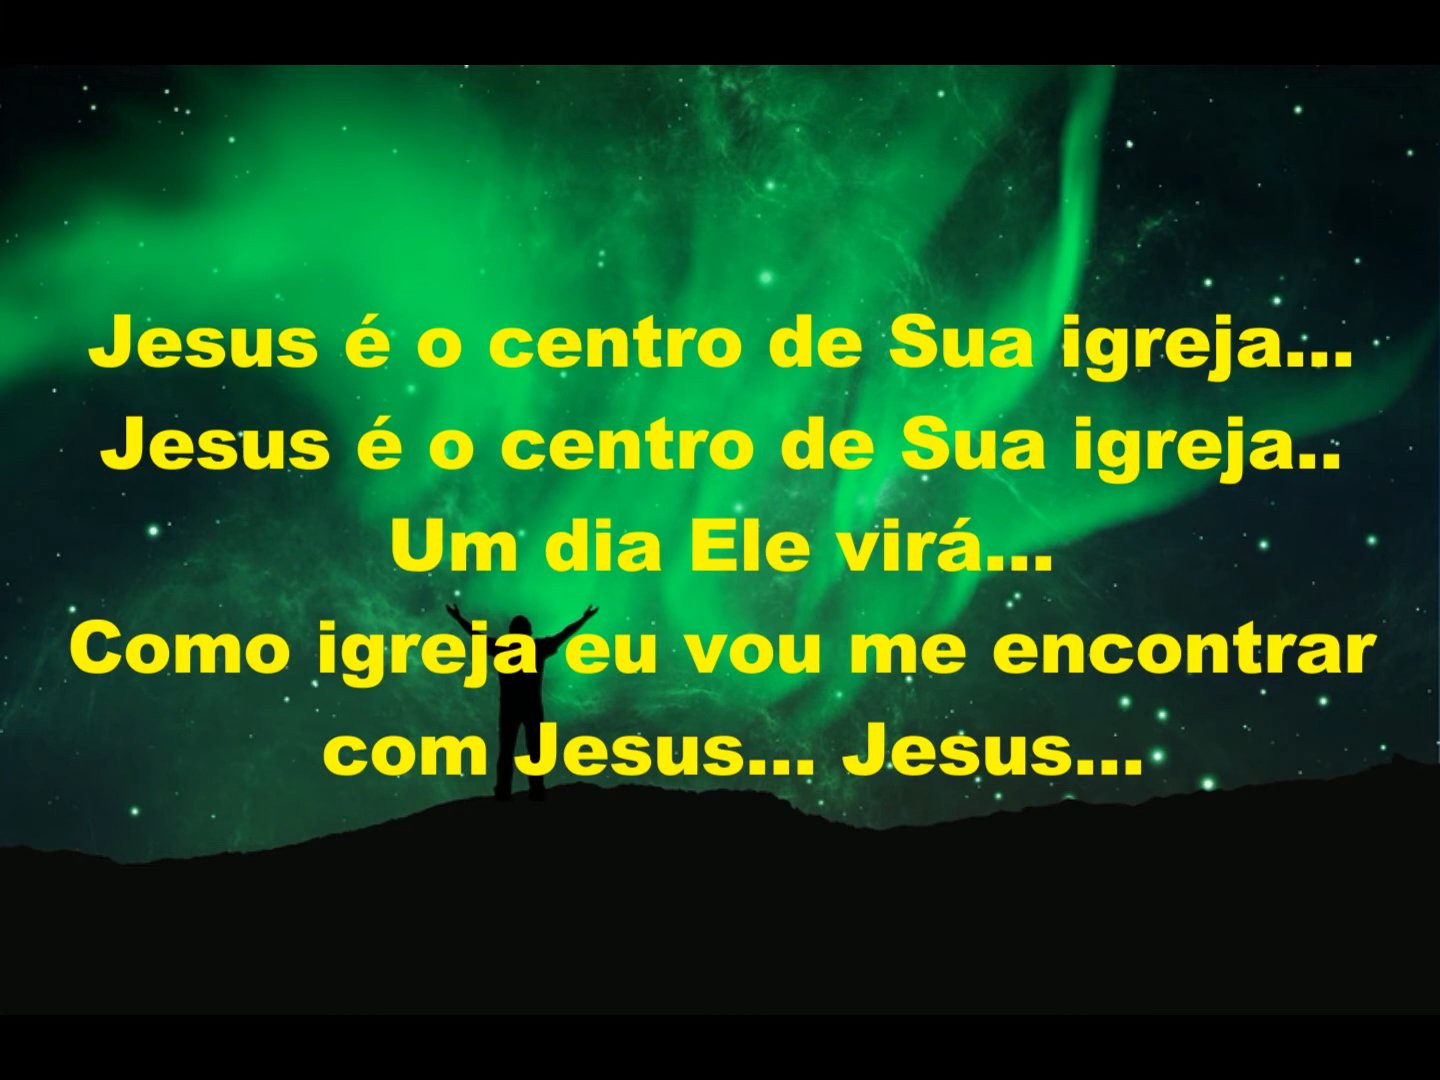 Jesus é o centro de Sua igreja...
Jesus é o centro de Sua igreja..
Um dia Ele virá...
Como igreja eu vou me encontrar
com Jesus... Jesus...